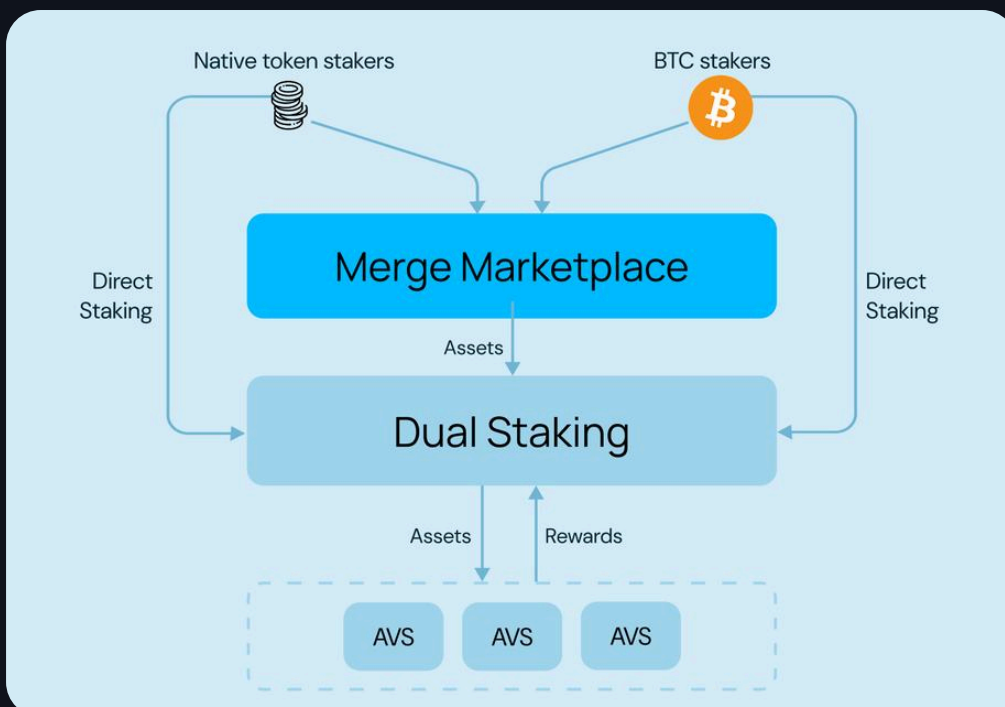 Native token stakers
BTC stakers
Merge Marketplace
Direct
Staking
Direct
Staking
Assets
Dual Staking
Assets
Rewards
AVS
AVS
AVS